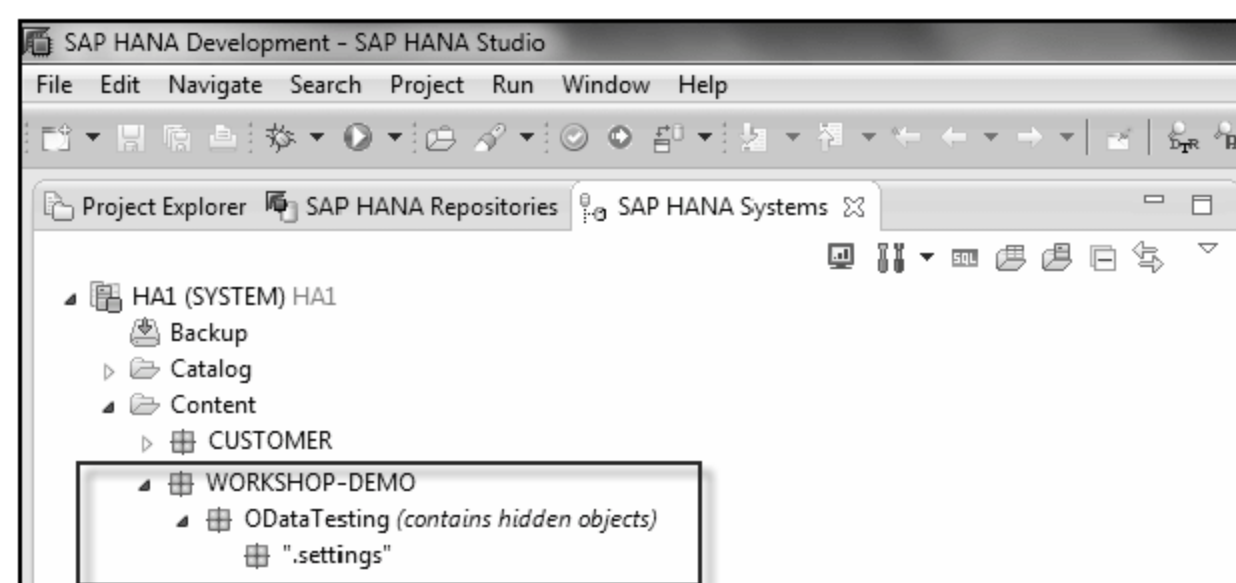 SAP HANA Development - SAP HANA Studio
File Edit Navigate Search Project Run Window Help
Project Explorer SAP HANA Repositories SAP HANA Systems
SQL
HA1 (SYSTEM) HA1
Backup
Catalog
Content
CUSTOMER
WORKSHOP-DEMO
ODataTesting (contains hidden objects)
".settings"